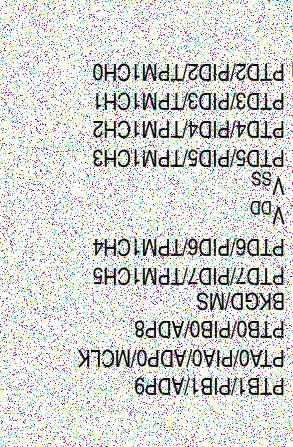 PTB1/PIB1/ADP9
PTA0/PIA0/ADP0/MCLK
PTB0/PIB0/ADP8
BKGD/MS
PTD7/PID7/TPM1CH5
PTD6/PID6/TPM1CH4
VDD
VSS
PTD5/PID5/TPM1CH3
PTD4/PID4/TPM1CH2
PTD3/PID3/TPM1CH1
PTD2/PID2/TPM1CH0